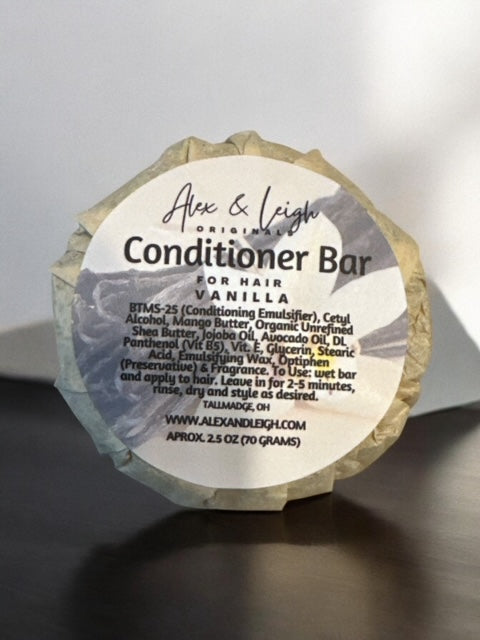 Alex & Leigh
ORIGINALS
Conditioner Bar
FOR HAIR
VANILLA
BTMS-25 (Conditioning Emulsifier), Cetyl
Alcohol, Mango Butter, Organic Unrefined
Shea Butter, Jojoba Oil, Avocado Oil, DL
Panthenol (Vit B5), Vit. E, Glycerin, Stearic
Acid, Emulsifying Wax, Optiphen
(Preservative) & Fragrance. To Use: wet bar
and apply to hair. Leave in for 2-5 minutes,
rinse, dry and style as desired.
TALLMADGE, OH
WWW.ALEXANDLEIGH.COM
APROX. 2.5 OZ (70 GRAMS)